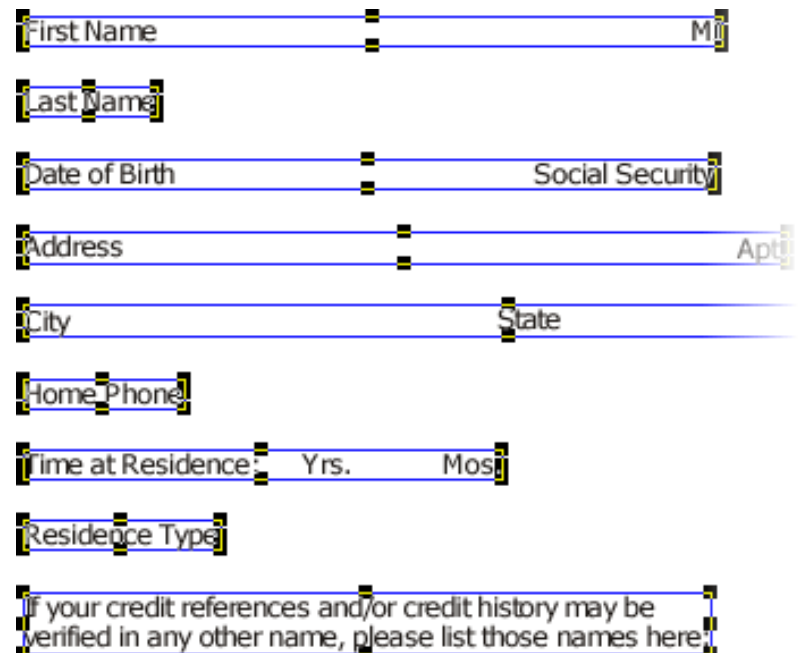 First Name MI
Last Name
Date of Birth Social Security
Address Apt
City State
Home Phone
Time at Residence: Yrs. Mos.
Residence Type
If your credit references and/or credit history may be
verified in any other name, please list those names here: